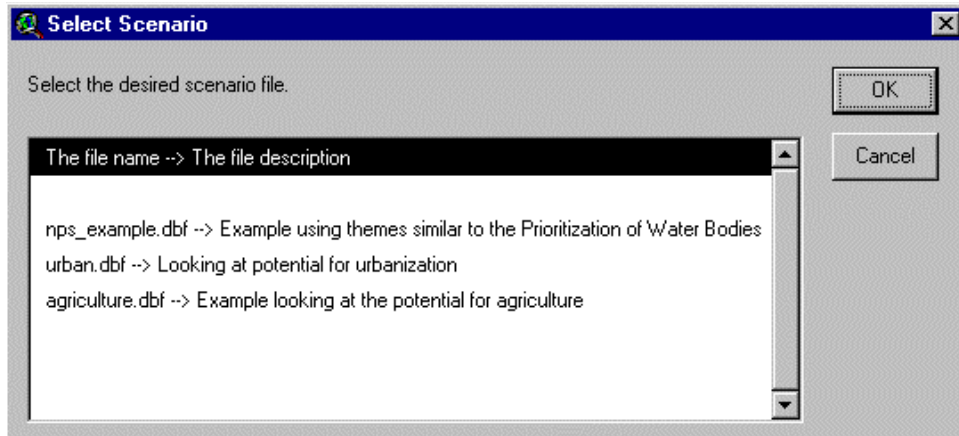 Select Scenario
Select the desired scenario file.
OK
Cancel
The file name --> The file description
nps_example.dbf --> Example using themes similar to the Prioritization of Water Bodies
urban.dbf --> Looking at potential for urbanization
agriculture.dbf --> Example looking at the potential for agriculture